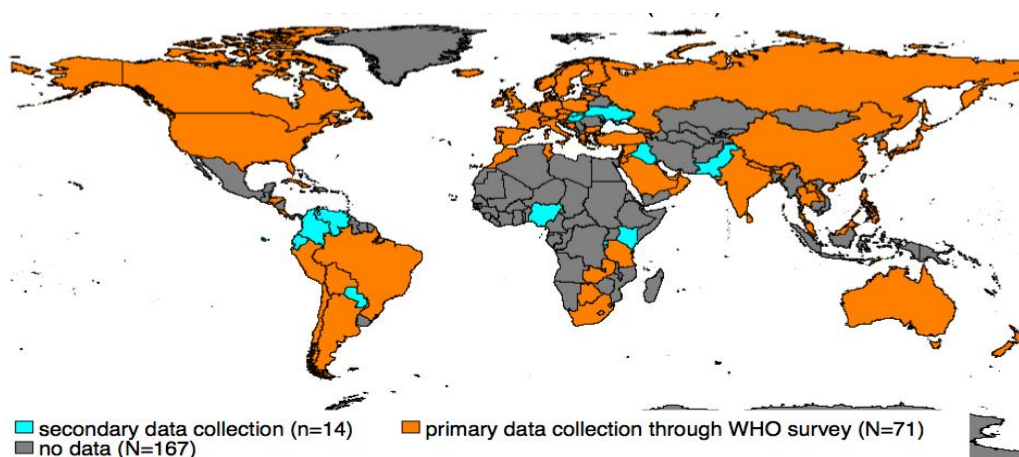 secondary data collection (n=14)
primary data collection through WHO survey (N=71)
no data (N=167)